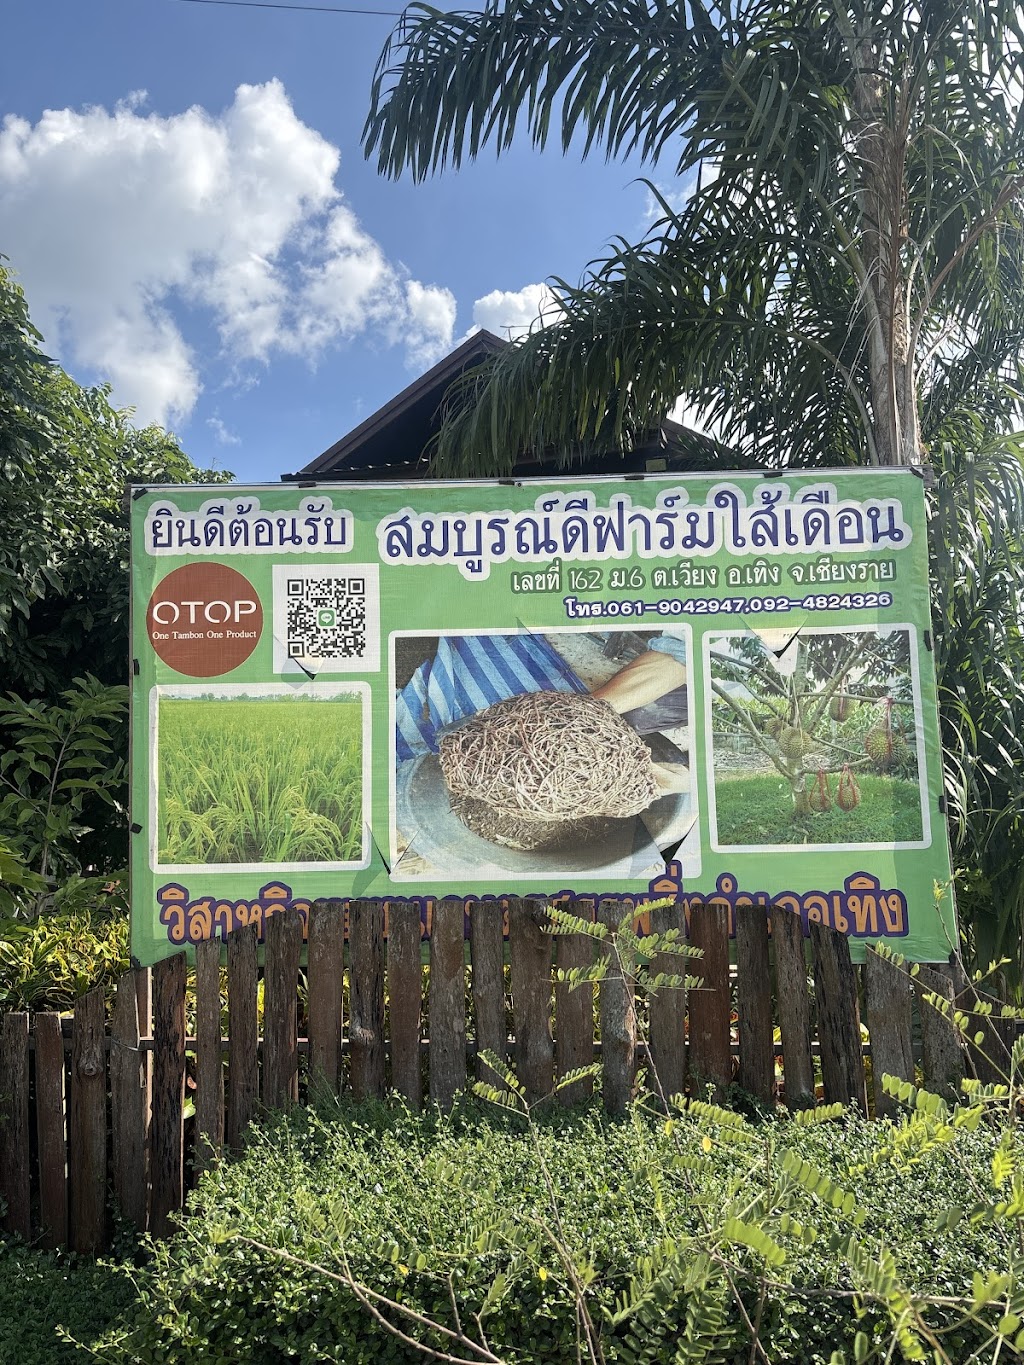 ยินดีต้อนรับ
สมบูรณ์ดีฟาร์มไส้เดือน
เลขที่ 162 ม.6 ต.เวียง อ.เทิง จ.เชียงราย
โทร.061-9042947,092-4824326
OTOP
One Tambon One Product